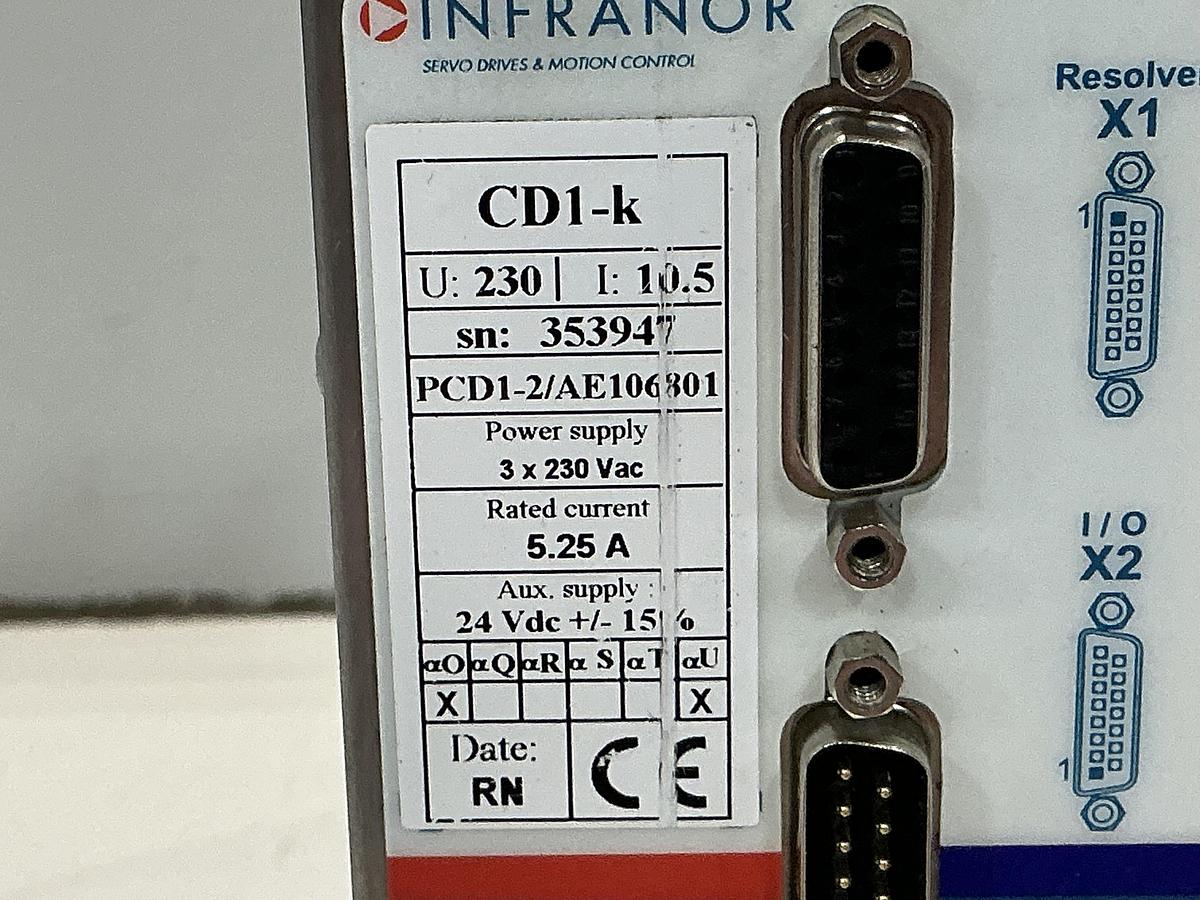 INFRANOR
SERVO DRIVES & MOTION CONTROL
CD1-k
U: 230 | I: 10.5
sn: 353947
PCD1-2/AE106801
Power supply
3 x 230 Vac
Rated current
5.25 A
Aux. supply :
24 Vdc +/- 15%
αO αQ αR α S αT αU
X X
Date:
RN
CE
Resolver
X1
1
I/O
X2
1